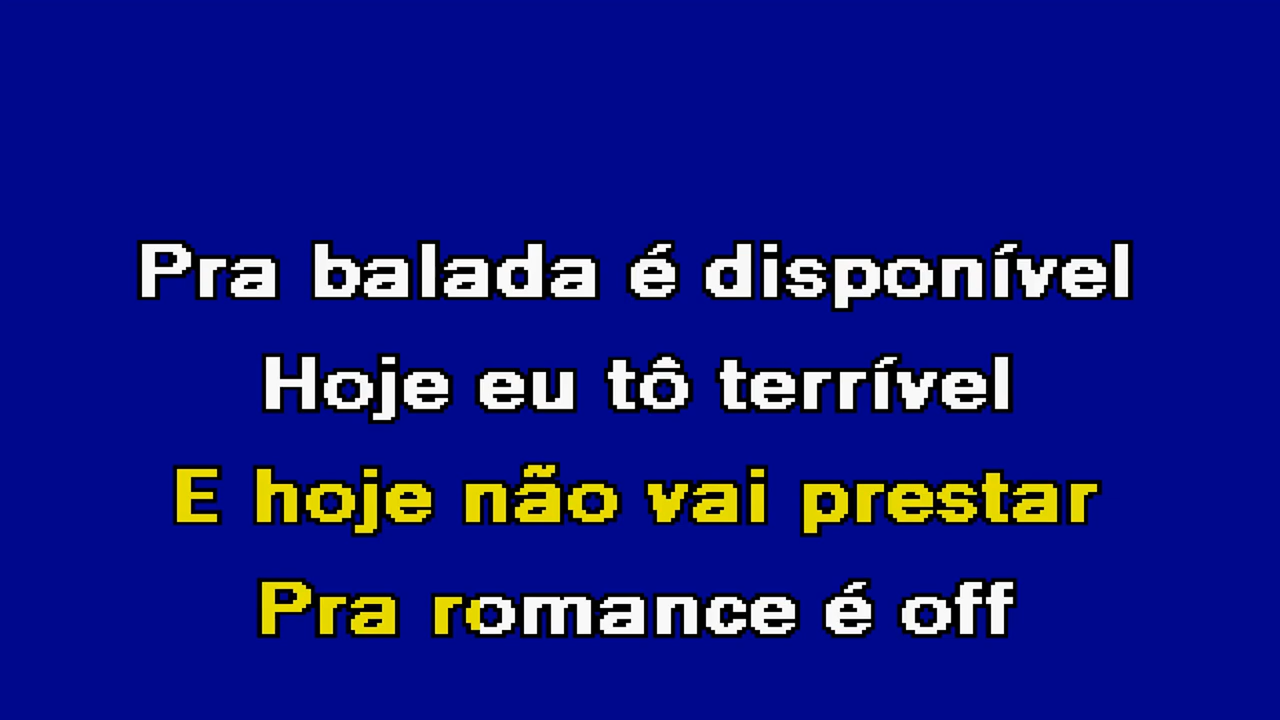 Pra balada é disponível
Hoje eu tô terrível
E hoje não vai prestar
Pra romance é off